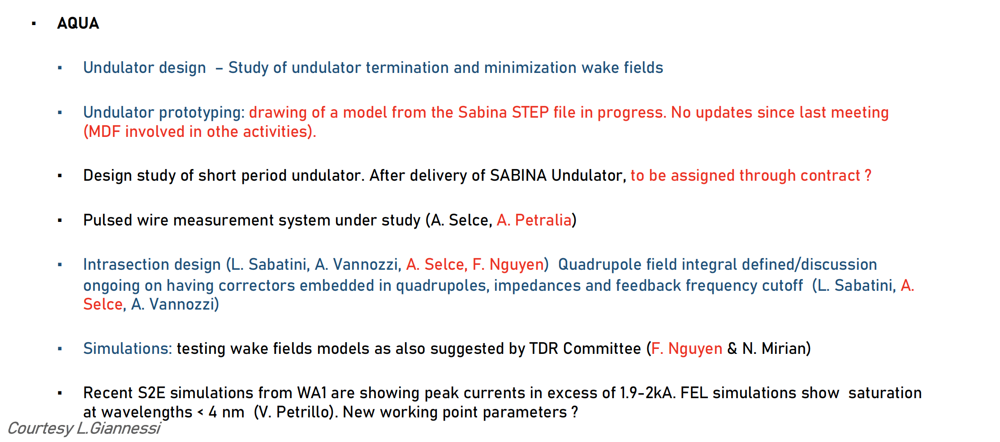 ▪ AQUA
▪ Undulator design – Study of undulator termination and minimization wake fields
▪ Undulator prototyping: drawing of a model from the Sabina STEP file in progress. No updates since last meeting
(MDF involved in othe activities).
▪ Design study of short period undulator. After delivery of SABINA Undulator, to be assigned through contract ?
▪ Pulsed wire measurement system under study (A. Selce, A. Petralia)
▪ Intrasection design (L. Sabatini, A. Vannozzi, A. Selce, F. Nguyen) Quadrupole field integral defined/discussion
ongoing on having correctors embedded in quadrupoles, impedances and feedback frequency cutoff (L. Sabatini, A.
Selce, A. Vannozzi)
▪ Simulations: testing wake fields models as also suggested by TDR Committee (F. Nguyen & N. Mirian)
▪ Recent S2E simulations from WA1 are showing peak currents in excess of 1.9-2kA. FEL simulations show saturation
at wavelengths < 4 nm (V. Petrillo). New working point parameters ?
Courtesy L.Giannessi